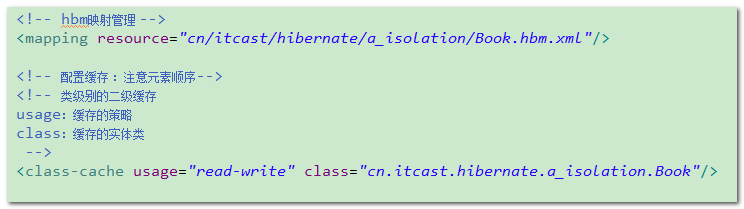 <!-- hbm映射管理 -->
<mapping resource="cn/itcast/hibernate/a_isolation/Book.hbm.xml"/>
<!-- 配置缓存：注意元素顺序-->
<!-- 类级别的二级缓存
usage：缓存的策略
class：缓存的实体类
-->
<class-cache usage="read-write" class="cn.itcast.hibernate.a_isolation.Book"/>